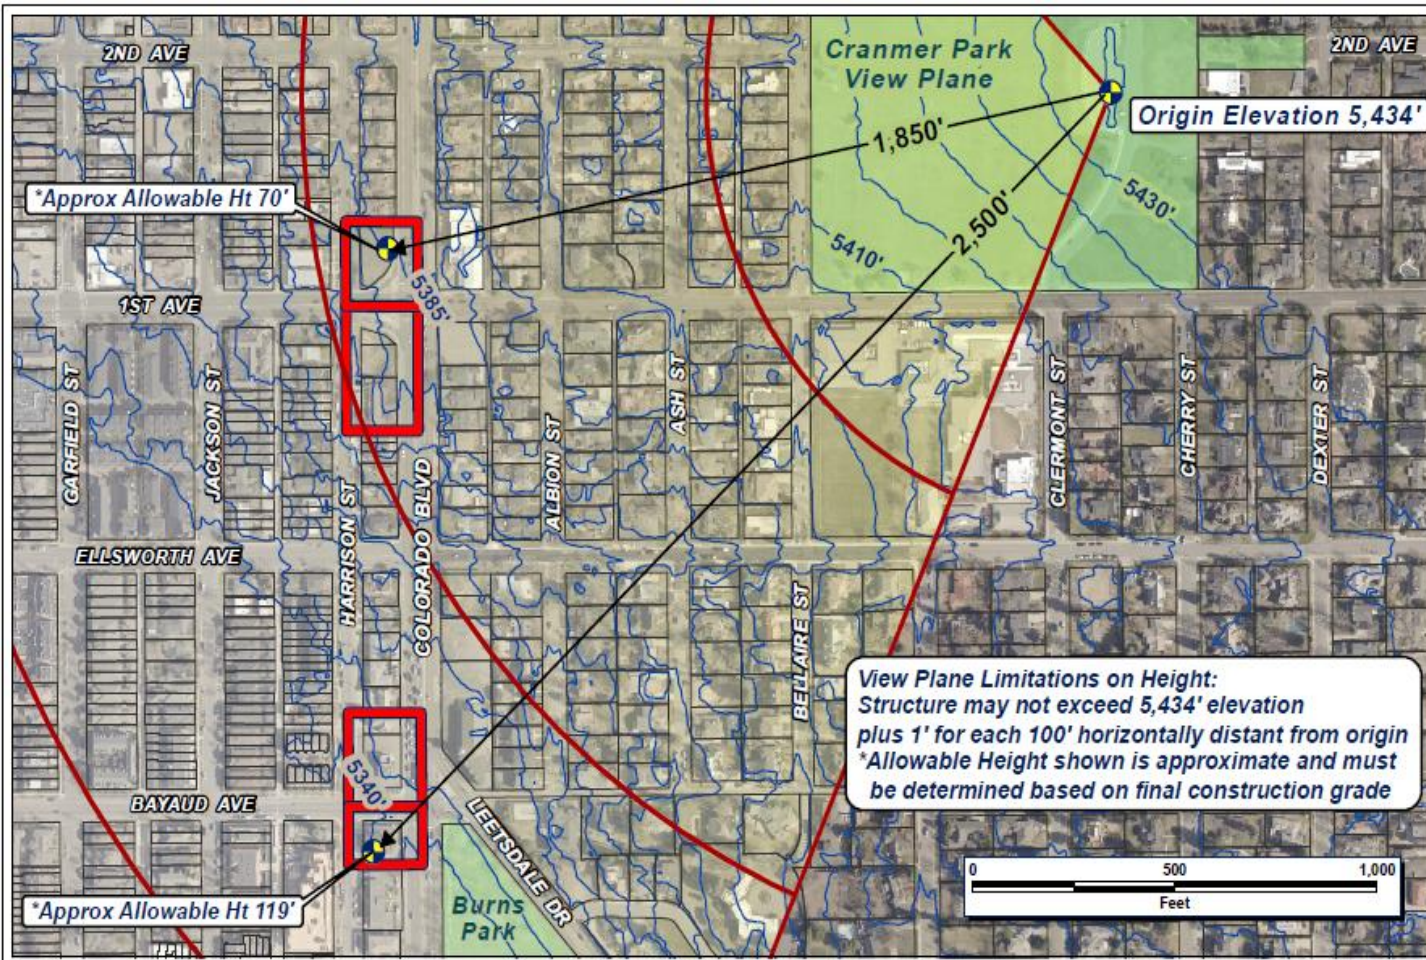 2ND AVE
Cranmer Park
View Plane
2ND AVE
Origin Elevation 5,434'
1,850'
*Approx Allowable Ht 70'
5430'
2,500'
5410'
5385'
1ST AVE
GARFIELD ST
JACKSON ST
HARRISON ST
COLORADO BLVD
ALBION ST
ASH ST
BELLAIRE ST
CLERMONT ST
CHERRY ST
DEXTER ST
ELLSWORTH AVE
View Plane Limitations on Height:
Structure may not exceed 5,434' elevation
plus 1' for each 100' horizontally distant from origin
*Allowable Height shown is approximate and must
be determined based on final construction grade
5340'
BAYAUD AVE
LEETSDALE DR
*Approx Allowable Ht 119'
Burns
Park
0 500 1,000
Feet